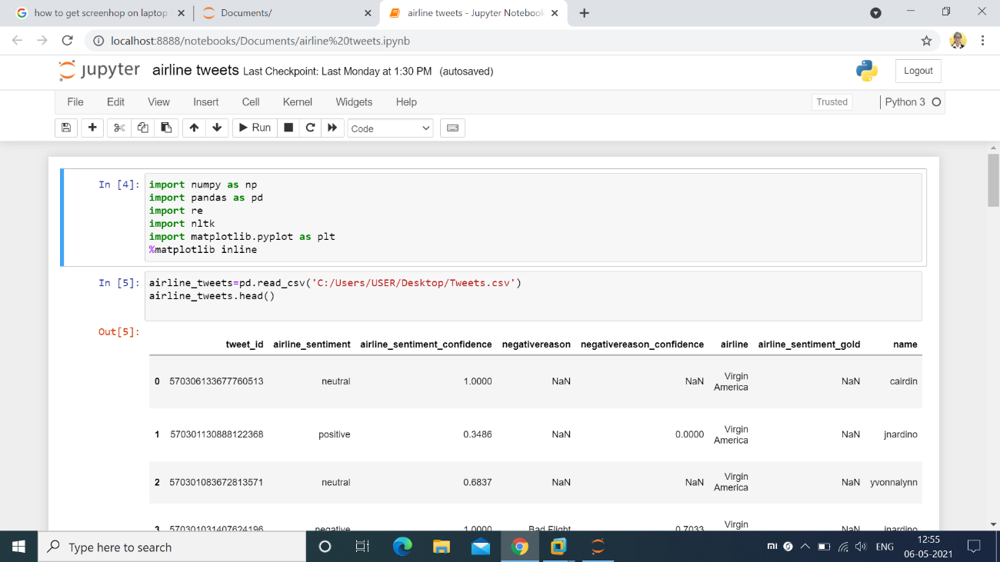 how to get screenhop on laptop
Documents/
airline tweets - Jupyter Notebook
localhost:8888/notebooks/Documents/airline%20tweets.ipynb
jupyter airline tweets Last Checkpoint: Last Monday at 1:30 PM (autosaved)
Logout
File Edit View Insert Cell Kernel Widgets Help
Trusted
Python 3
Run
Code
In [4]:
import numpy as np
import pandas as pd
import re
import nltk
import matplotlib.pyplot as plt
%matplotlib inline
In [5]:
airline_tweets=pd.read_csv('C:/Users/USER/Desktop/Tweets.csv')
airline_tweets.head()
Out[5]:
tweet_id airline_sentiment airline_sentiment_confidence negativereason negativereason_confidence airline airline_sentiment_gold name
0 570306133677760513 neutral 1.0000 NaN NaN Virgin America NaN cairdin
1 570301130888122368 positive 0.3486 NaN 0.0000 Virgin America NaN jnardino
2 570301083672813571 neutral 0.6837 NaN NaN Virgin America NaN yvonnalynn
3 570301031407624196 negative 1.0000 Bad Flight 0.7033 Virgin NaN jnardino
Type here to search
mi
ENG
12:55
06-05-2021